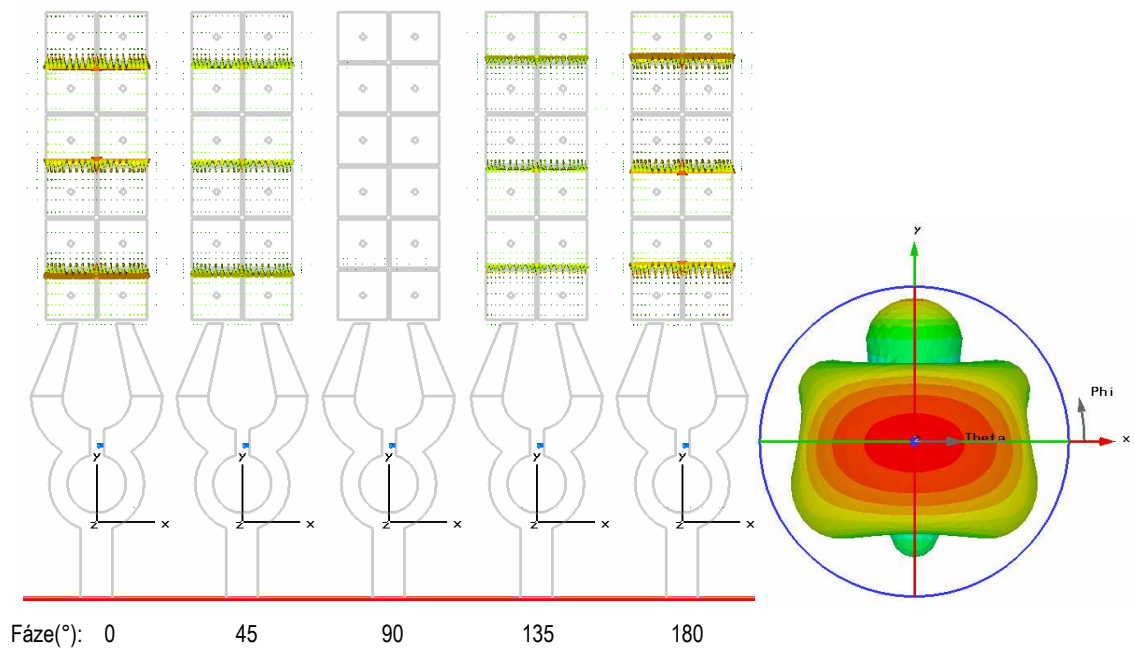 y
Phi
Theta
x
y y y y y
z x z x z x z x z x
Fáze(°): 0 45 90 135 180